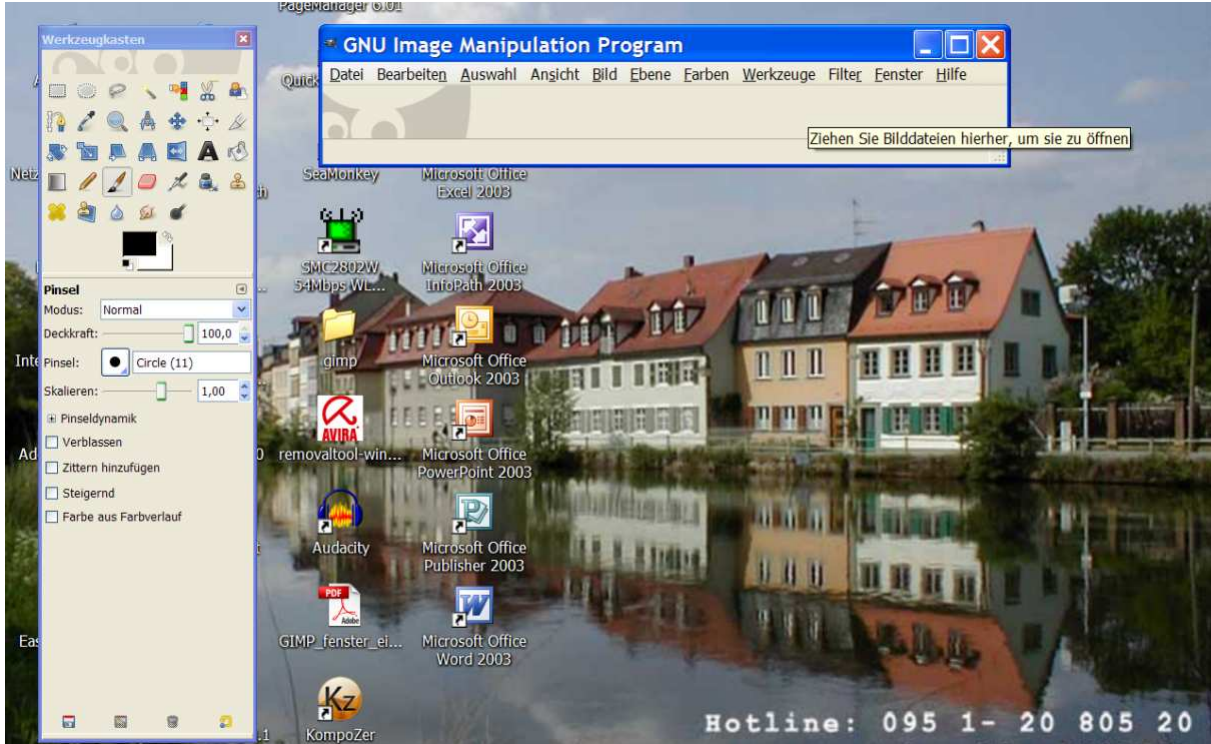 PageManager 6.01
Werkzeugkasten
GNU Image Manipulation Program
Datei Bearbeiten Auswahl Ansicht Bild Ebene Farben Werkzeuge Filter Fenster Hilfe
Ziehen Sie Bilddateien hierher, um sie zu öffnen
Pinsel
Modus: Normal
Deckkraft: 100,0
Pinsel: Circle (11)
Skalieren: 1,00
Pinseldynamik
Verblassen
Zittern hinzufügen
Steigernd
Farbe aus Farbverlauf
SeaMonkey
Microsoft Office
Excel 2003
SMC2802W
54Mbps WL...
Microsoft Office
InfoPath 2003
gimp
Microsoft Office
Outlook 2003
AVIRA
removaltool-win...
Microsoft Office
PowerPoint 2003
Audacity
Microsoft Office
Publisher 2003
PDF
Adobe
GIMP_fenster_ei...
Microsoft Office
Word 2003
Kz
KompoZer
Hotline: 095 1- 20 805 20